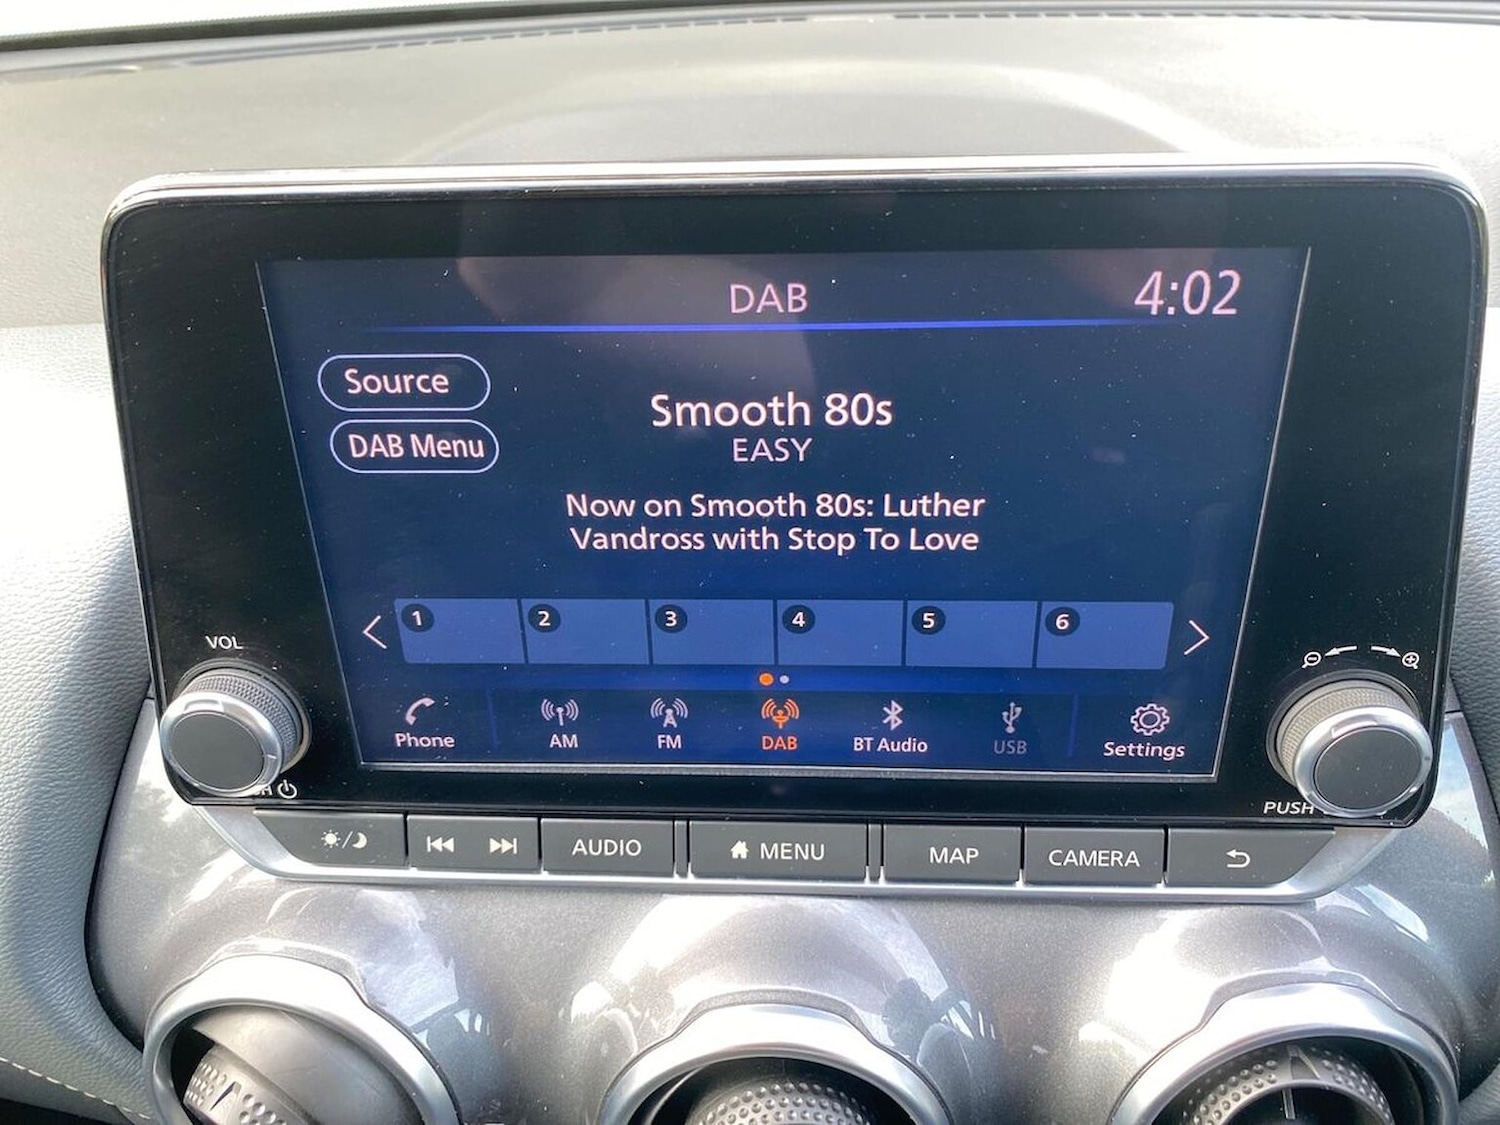 DAB
4:02
Source
DAB Menu
Smooth 80s
EASY
Now on Smooth 80s: Luther
Vandross with Stop To Love
1 2 3 4 5 6
Phone AM FM DAB BT Audio USB Settings
VOL
PUSH
AUDIO MENU MAP CAMERA